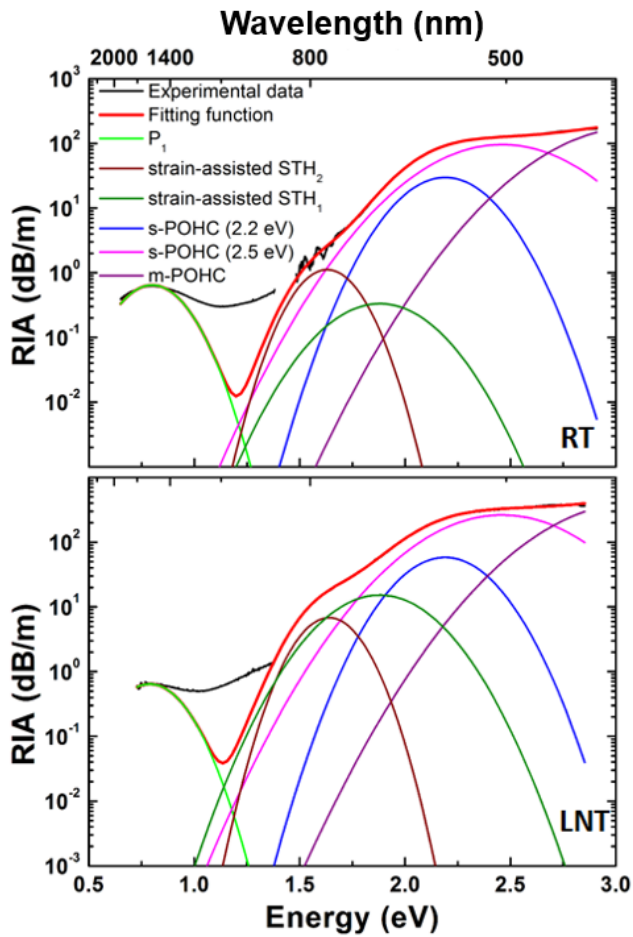 Wavelength (nm)
2000 1400 800 500
10³
Experimental data
Fitting function
10²
P₁
strain-assisted STH₂
10¹
strain-assisted STH₁
s-POHC (2.2 eV)
s-POHC (2.5 eV)
10⁰
m-POHC
10⁻¹
10⁻²
RIA (dB/m)
RT
10²
10¹
10⁰
10⁻¹
10⁻²
10⁻³
RIA (dB/m)
LNT
0.5 1.0 1.5 2.0 2.5 3.0
Energy (eV)